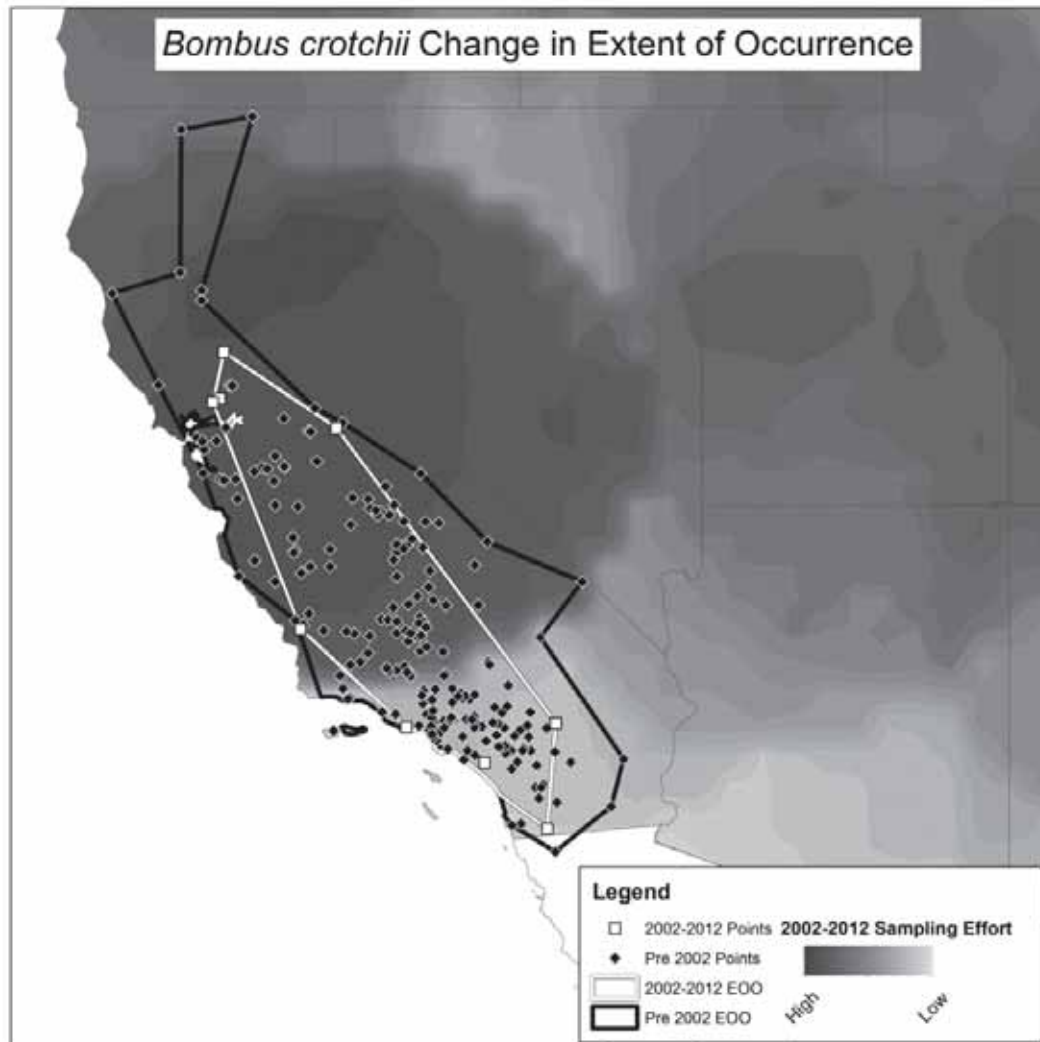 Bombus crotchii Change in Extent of Occurrence
Legend
2002-2012 Points
Pre 2002 Points
2002-2012 EOO
Pre 2002 EOO
2002-2012 Sampling Effort
High
Low